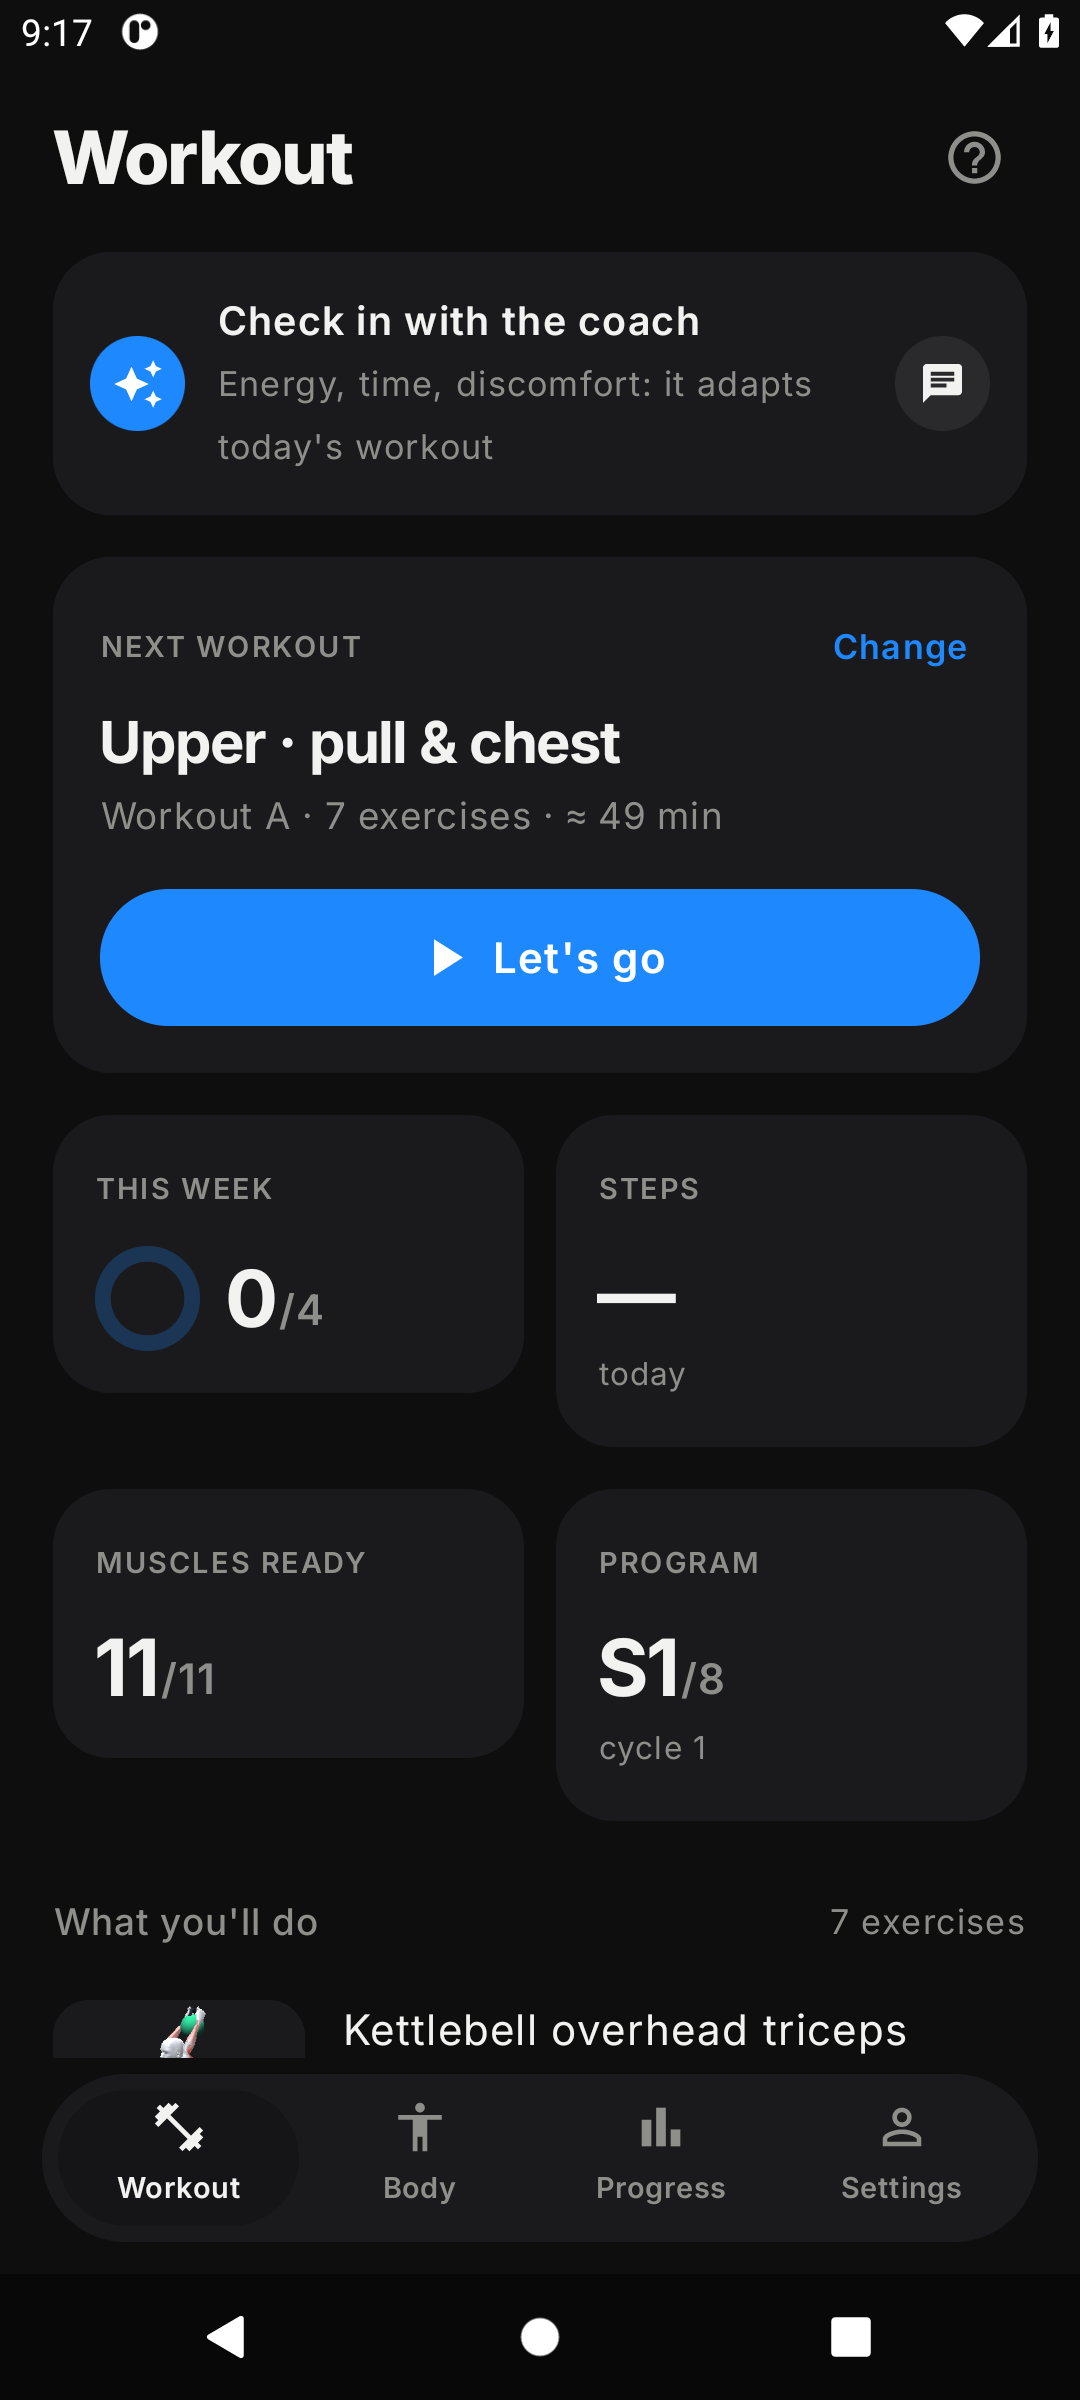 9:17
Workout
Check in with the coach
Energy, time, discomfort: it adapts
today's workout
NEXT WORKOUT
Change
Upper · pull & chest
Workout A · 7 exercises · ≈ 49 min
Let's go
THIS WEEK
0/4
STEPS
—
today
MUSCLES READY
11/11
PROGRAM
S1/8
cycle 1
What you'll do
7 exercises
Kettlebell overhead triceps
Workout
Body
Progress
Settings